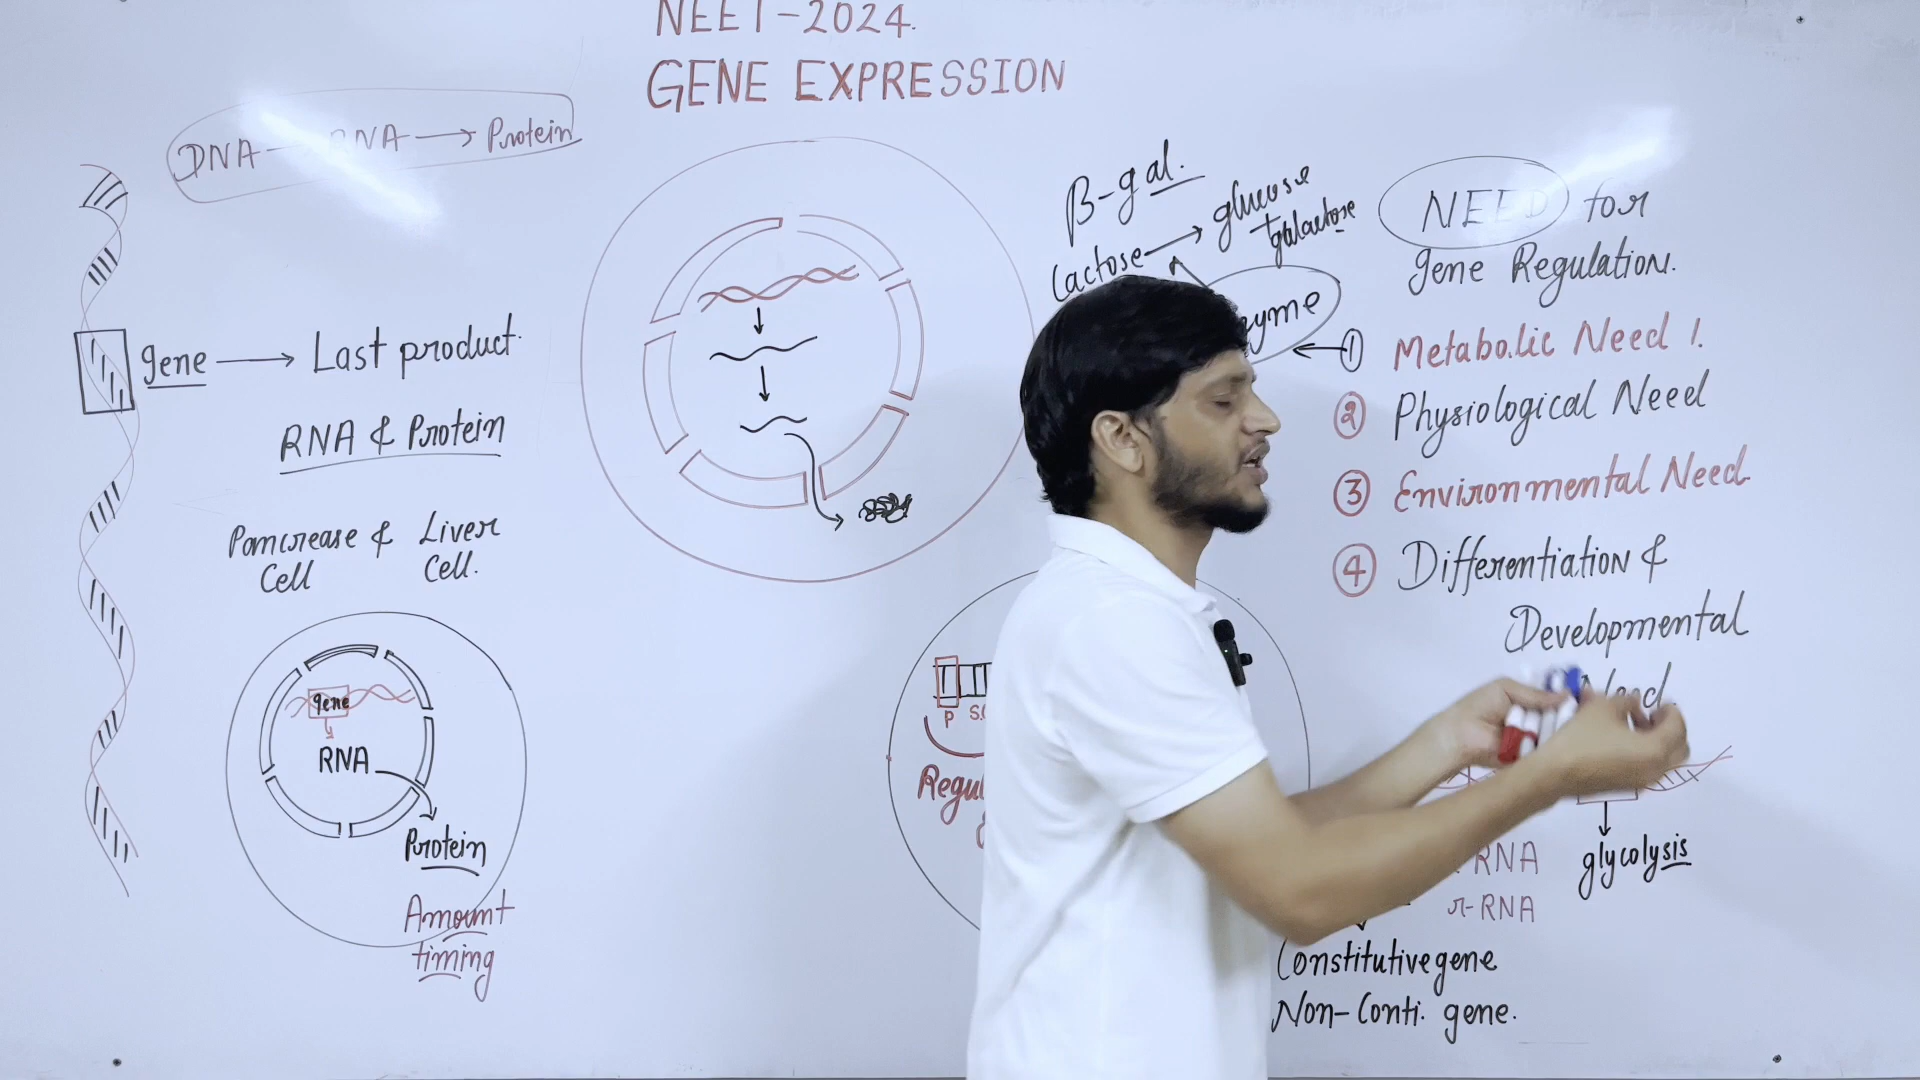 NEET-2024.
GENE EXPRESSION
DNA → RNA → Protein
gene → Last product.
RNA & Protein
Pancrease & Liver
Cell Cell.
gene
RNA
Protein
Amount
timing
β-gal.
Lactose → glucose
+galactose
NEED for
gene Regulation.
① Metabolic Need 1.
② Physiological Need
③ Environmental Need.
④ Differentiation &
Developmental
Need.
P
RNA
r-RNA
glycolysis
Constitutive gene
Non-Conti. gene.